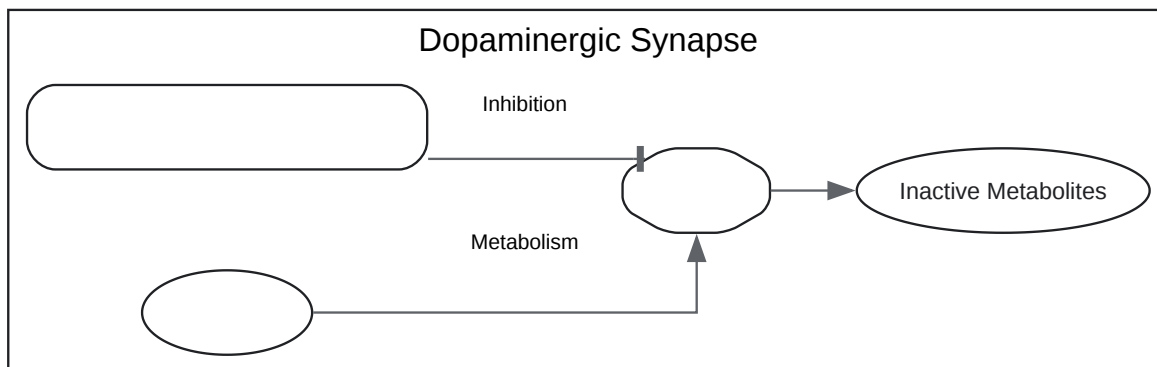 Dopaminergic Synapse
Inhibition
Inactive Metabolites
Metabolism